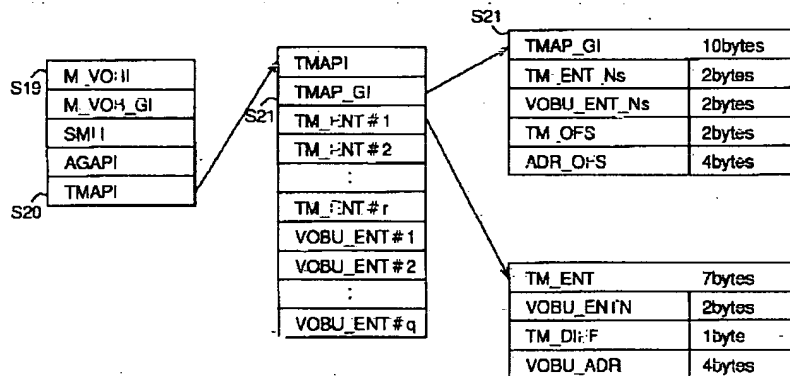 S19
M_VOBI
M_VOBI_GI
SMLI
AGAPI
TMAPI
S20
TMAPI
TMAP_GI
S21
TM_ENT#1
TM_ENT#2
:
TM_ENT#r
VOBU_ENT#1
VOBU_ENT#2
:
VOBU_ENT#q
S21
TMAP_GI 10bytes
TM_ENT_Ns 2bytes
VOBU_ENT_Ns 2bytes
TM_OFS 2bytes
ADR_OFS 4bytes
TM_ENT 7bytes
VOBU_ENTN 2bytes
TM_DIFF 1byte
VOBU_ADR 4bytes